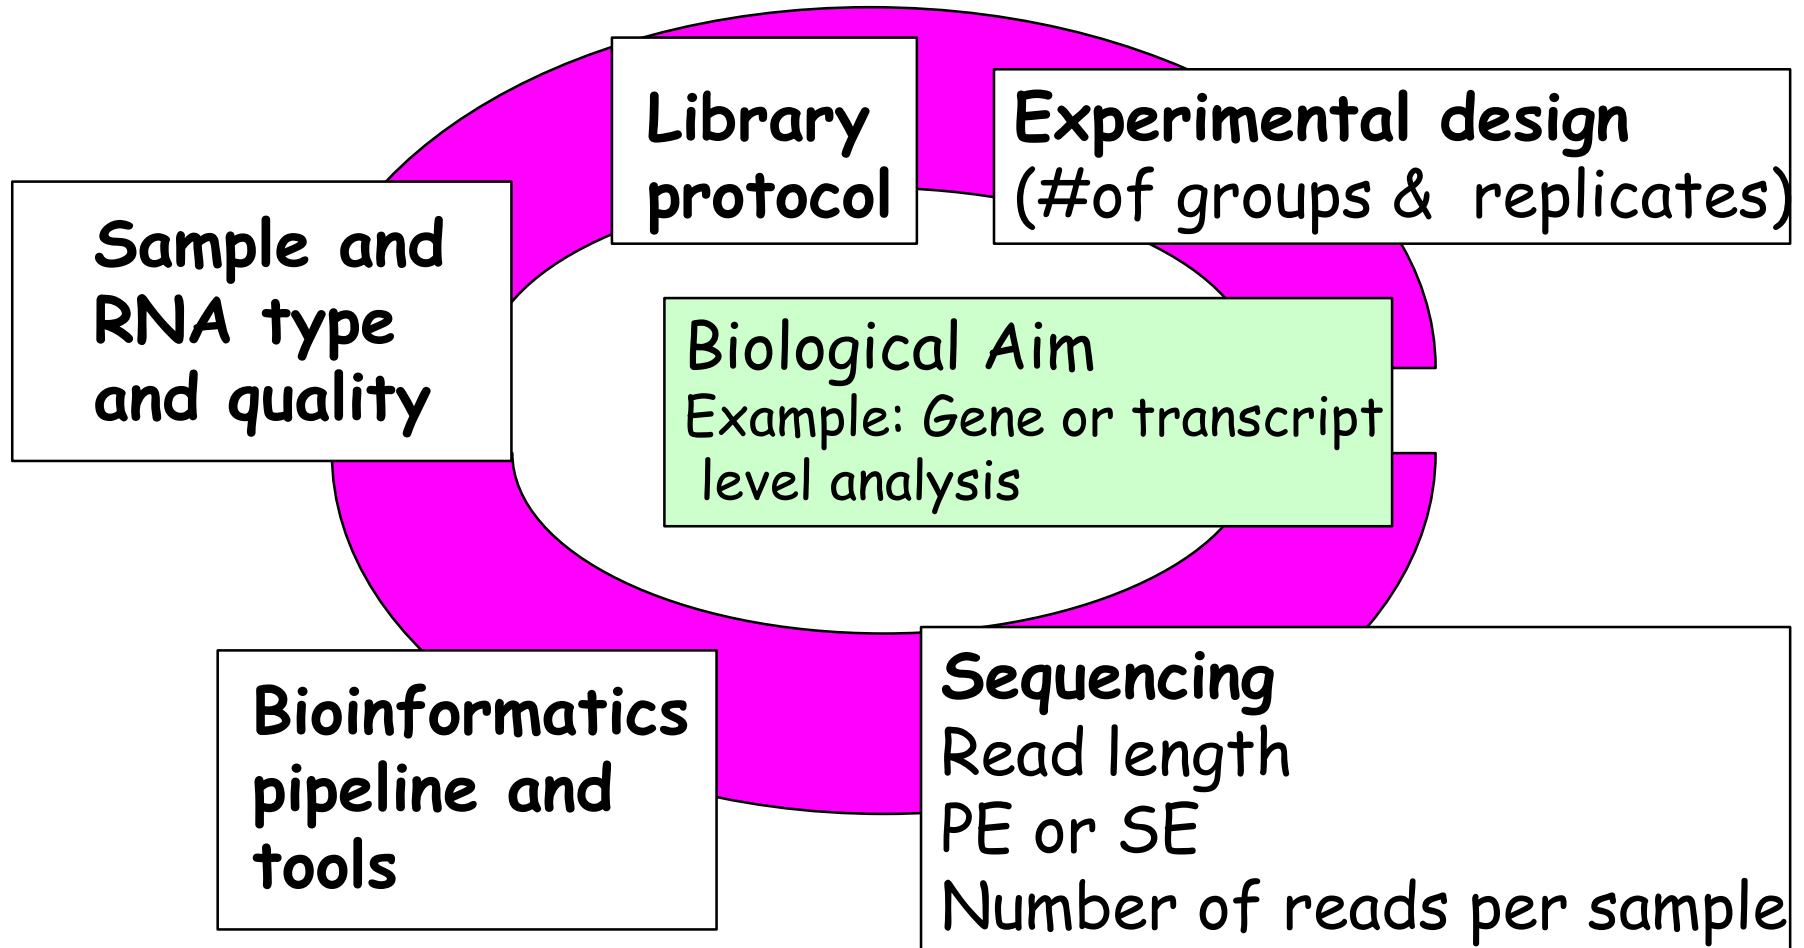 Library
protocol
Experimental design
(#of groups & replicates)
Sample and
RNA type
and quality
Biological Aim
Example: Gene or transcript
level analysis
Bioinformatics
pipeline and
tools
Sequencing
Read length
PE or SE
Number of reads per sample